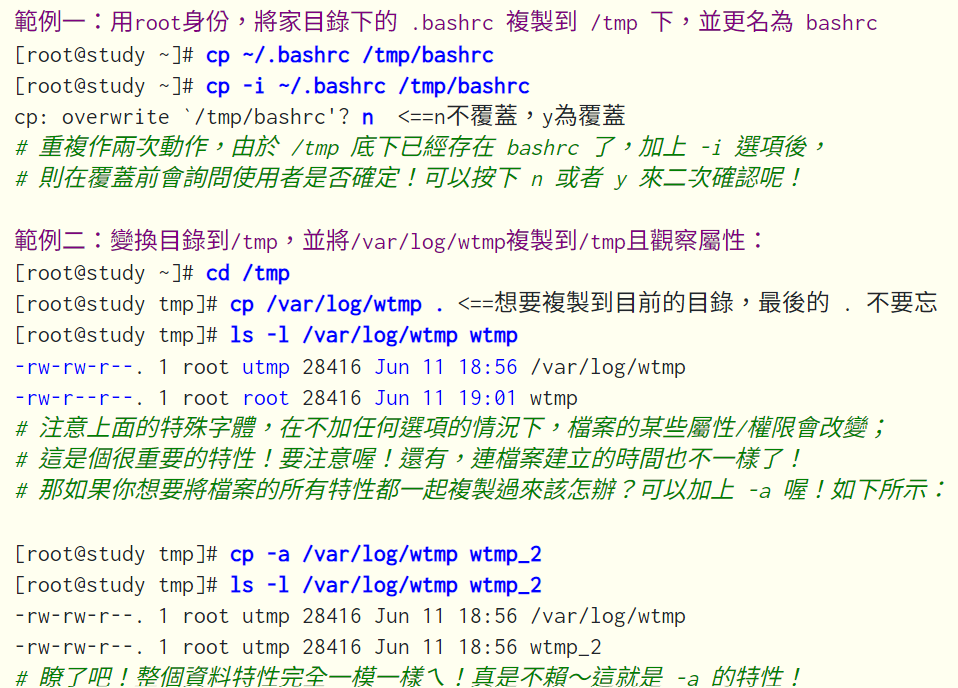 範例一：用root身份，將家目錄下的 .bashrc 複製到 /tmp 下，並更名為 bashrc
[root@study ~]# cp ~/.bashrc /tmp/bashrc
[root@study ~]# cp -i ~/.bashrc /tmp/bashrc
cp: overwrite `/tmp/bashrc'? n  <==n不覆蓋，y為覆蓋
# 重複作兩次動作，由於 /tmp 底下已經存在 bashrc 了，加上 -i 選項後，
# 則在覆蓋前會詢問使用者是否確定！可以按下 n 或者 y 來二次確認呢！
範例二：變換目錄到/tmp，並將/var/log/wtmp複製到/tmp且觀察屬性：
[root@study ~]# cd /tmp
[root@study tmp]# cp /var/log/wtmp . <==想要複製到目前的目錄，最後的 . 不要忘
[root@study tmp]# ls -l /var/log/wtmp wtmp
-rw-rw-r--. 1 root utmp 28416 Jun 11 18:56 /var/log/wtmp
-rw-r--r--. 1 root root 28416 Jun 11 19:01 wtmp
# 注意上面的特殊字體，在不加任何選項的情況下，檔案的某些屬性/權限會改變；
# 這是個很重要的特性！要注意喔！還有，連檔案建立的時間也不一樣了！
# 那如果你想要將檔案的所有特性都一起複製過來該怎辦？可以加上 -a 喔！如下所示：
[root@study tmp]# cp -a /var/log/wtmp wtmp_2
[root@study tmp]# ls -l /var/log/wtmp wtmp_2
-rw-rw-r--. 1 root utmp 28416 Jun 11 18:56 /var/log/wtmp
-rw-rw-r--. 1 root utmp 28416 Jun 11 18:56 wtmp_2
# 瞭了吧！整個資料特性完全一模一樣ㄟ！真是不賴～這就是 -a 的特性！